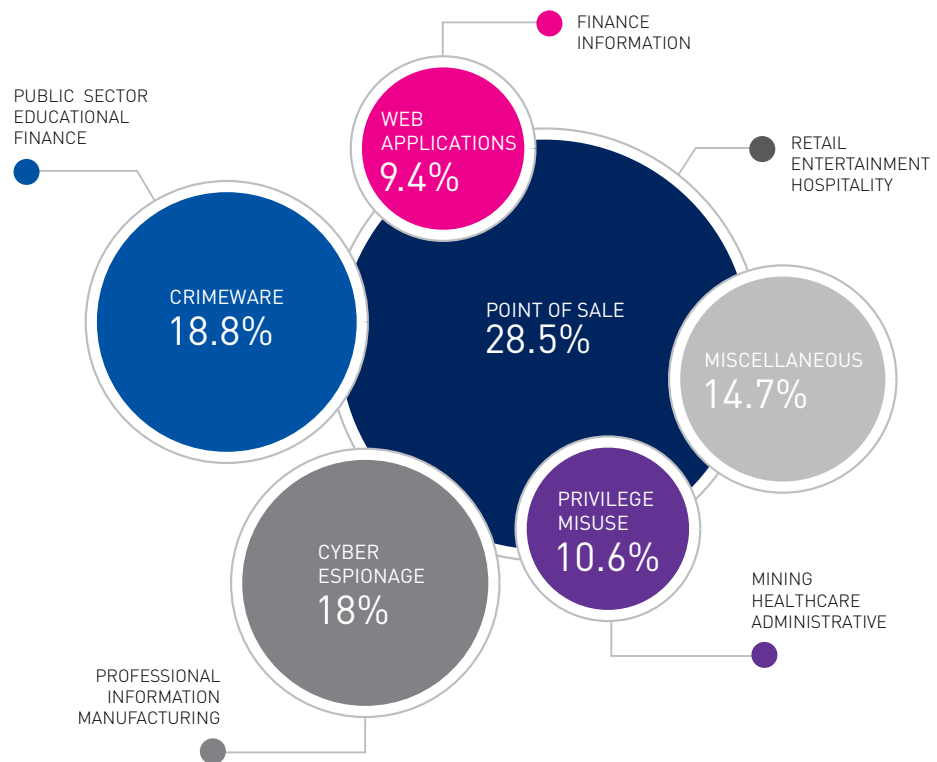 FINANCE
INFORMATION
PUBLIC SECTOR
EDUCATIONAL
FINANCE
WEB
APPLICATIONS
9.4%
RETAIL
ENTERTAINMENT
HOSPITALITY
CRIMEWARE
18.8%
POINT OF SALE
28.5%
MISCELLANEOUS
14.7%
PRIVILEGE
MISUSE
10.6%
CYBER
ESPIONAGE
18%
MINING
HEALTHCARE
ADMINISTRATIVE
PROFESSIONAL
INFORMATION
MANUFACTURING